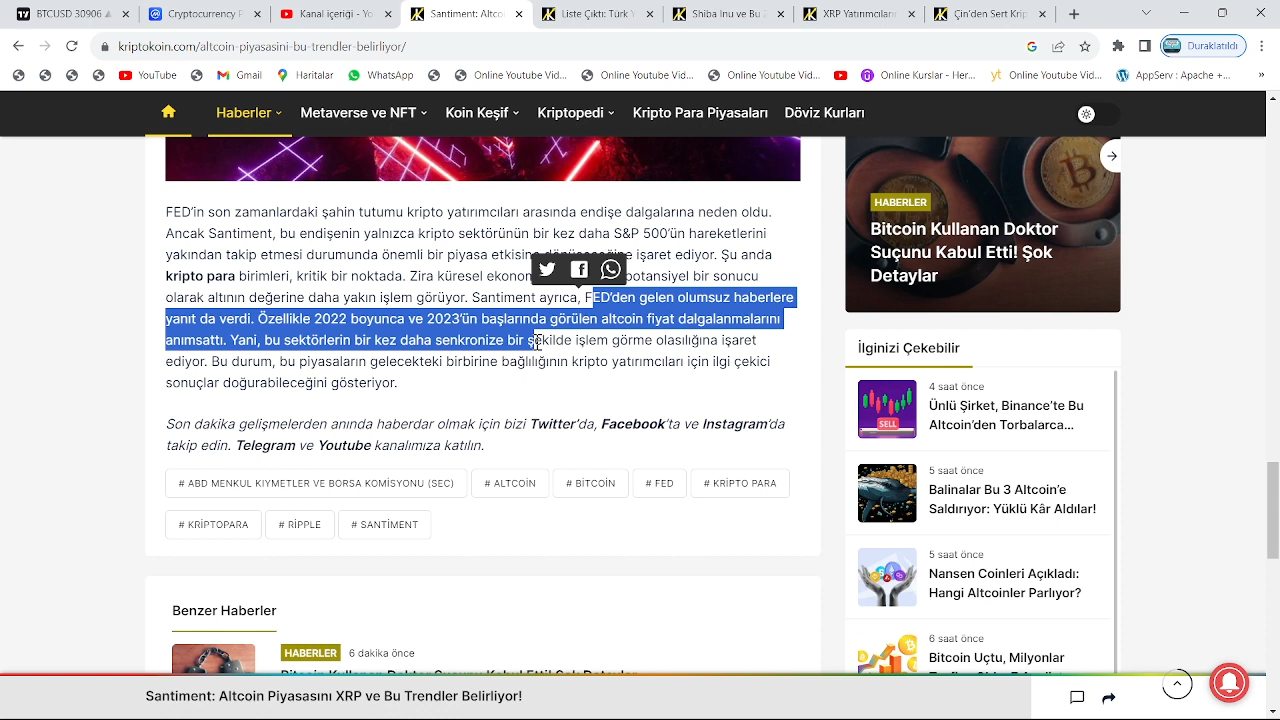 BTCUSD 30906
Cryptocurrency P
Kanal içeriği - Yo
Santiment: Altco
Liste Çıktı: Türk
Shiba
XRP Yatırımcıları
Çin'den Sert Krip
kriptokoin.com/altcoin-piyasasini-bu-trendler-belirliyor/
Duraklatıldı
YouTube
Gmail
Haritalar
WhatsApp
Online Youtube Vid...
Online Youtube Vid...
Online Youtube Vid...
Online Kurslar - Her...
yt Online Youtube Vid...
AppServ : Apache +...
»
Haberler
Metaverse ve NFT
Koin Keşif
Kriptopedi
Kripto Para Piyasaları
Döviz Kurları
FED'in son zamanlardaki şahin tutumu kripto yatırımcıları arasında endişe dalgalarına neden oldu.
Ancak Santiment, bu endişenin yalnızca kripto sektörünün bir kez daha S&P 500'ün hareketlerini
yakından takip etmesi durumunda önemli bir piyasa etkisine işaret ediyor. Şu anda
kripto para birimleri, kritik bir noktada. Zira küresel ekonom potansiyel bir sonucu
olarak altının değerine dair yakın işlem görüyor. Santiment ayrıca, FED'den gelen olumsuz haberlere
yanıt da verdi. Özellikle 2022 boyunca ve 2023'ün başlarında görülen altcoin fiyat dalgalanmalarını
anımsattı. Yani, bu sektörlerin bir kez daha senkronize bir şekilde işlem görme olasılığına işaret
ediyor. Bu durum, bu piyasaların gelecekteki birbirine bağlılığının kripto yatırımcıları için ilgi çekici
sonuçlar doğurabileceğini gösteriyor.
Son dakika gelişmelerden anında haberdar olmak için bizi Twitter'da, Facebook'ta ve Instagram'da
takip edin. Telegram ve Youtube kanalımıza katılın.
# ABD MENKUL KIYMETLER VE BORSA KOMİSYONU (SEC)
# ALTCOİN
# BİTCOİN
# FED
# KRİPTO PARA
# KRİPTOPARA
# RİPPLE
# SANTİMENT
Benzer Haberler
HABERLER
6 dakika önce
Bitcoin Kullanan Doktor Suçunu Kabul Etti! Şok Detaylar
HABERLER
Bitcoin Kullanan Doktor
Suçunu Kabul Etti! Şok
Detaylar
İlginizi Çekebilir
4 saat önce
Ünlü Şirket, Binance'te Bu
Altcoin'den Torbalarca...
SELL
5 saat önce
Balinalar Bu 3 Altcoin'e
Saldırıyor: Yüklü Kâr Aldılar!
5 saat önce
Nansen Coinleri Açıkladı:
Hangi Altcoinler Parlıyor?
6 saat önce
Bitcoin Uçtu, Milyonlar
Santiment: Altcoin Piyasasını XRP ve Bu Trendler Belirliyor!